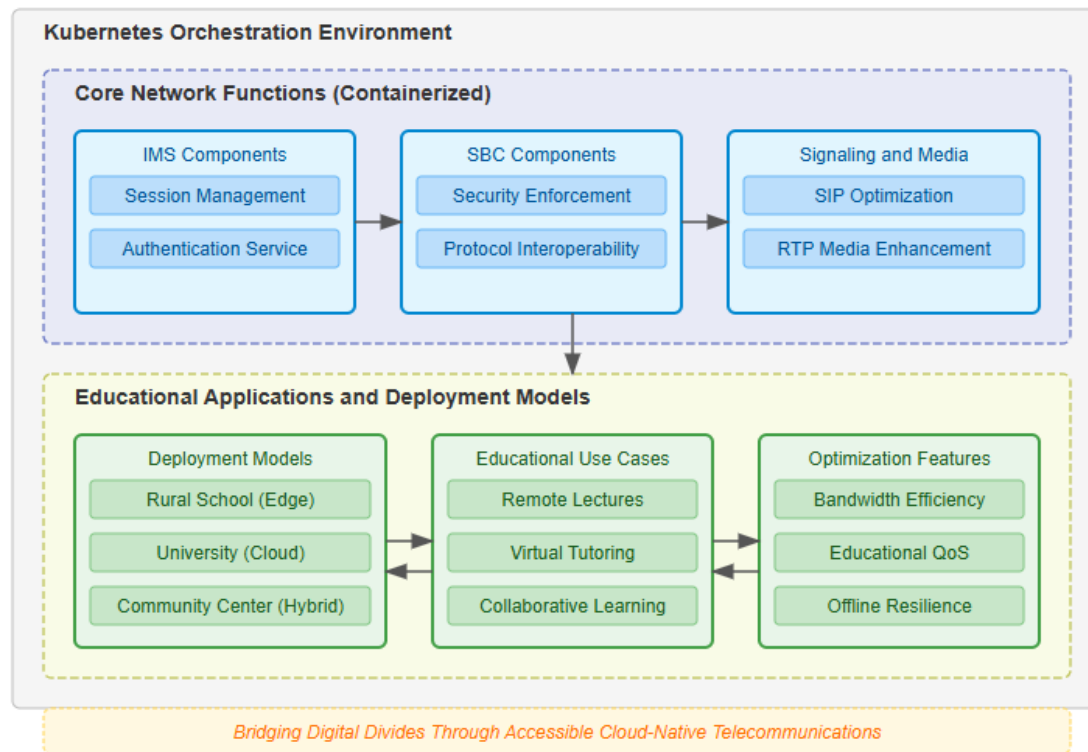 Kubernetes Orchestration Environment
Core Network Functions (Containerized)
IMS Components
Session Management
Authentication Service
SBC Components
Security Enforcement
Protocol Interoperability
Signaling and Media
SIP Optimization
RTP Media Enhancement
Educational Applications and Deployment Models
Deployment Models
Rural School (Edge)
University (Cloud)
Community Center (Hybrid)
Educational Use Cases
Remote Lectures
Virtual Tutoring
Collaborative Learning
Optimization Features
Bandwidth Efficiency
Educational QoS
Offline Resilience
Bridging Digital Divides Through Accessible Cloud-Native Telecommunications